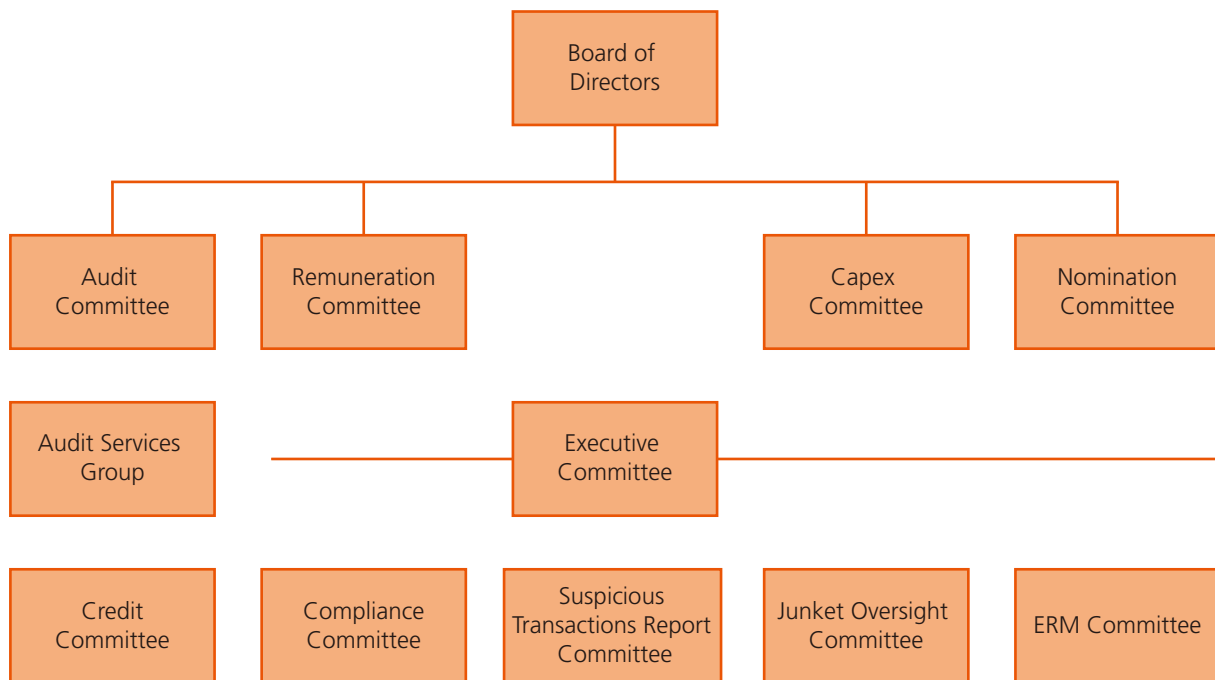 Board of
Directors
Audit
Committee
Remuneration
Committee
Capex
Committee
Nomination
Committee
Audit Services
Group
Executive
Committee
Credit
Committee
Compliance
Committee
Suspicious
Transactions Report
Committee
Junket Oversight
Committee
ERM Committee